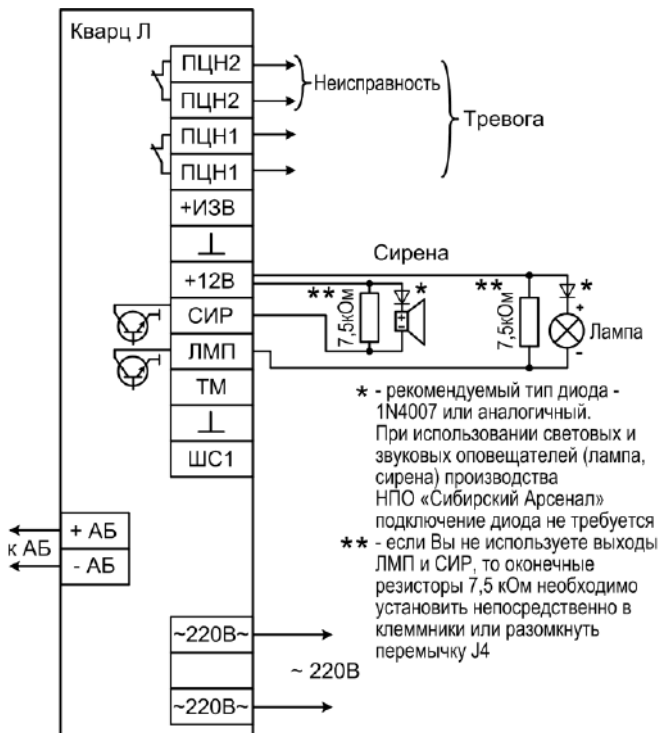 Кварц Л
ПЦН2
ПЦН2
Неисправность
ПЦН1
Тревога
ПЦН1
+ИЗВ
⊥
Сирена
+12В
** 7,5кОм *
** 7,5кОм *
СИР
+
-
+
Лампа
-
ЛМП
ТМ
⊥
ШС1
* - рекомендуемый тип диода -
1N4007 или аналогичный.
При использовании световых и
звуковых оповещателей (лампа,
сирена) производства
НПО «Сибирский Арсенал»
подключение диода не требуется
** - если Вы не используете выходы
ЛМП и СИР, то оконечные
резисторы 7,5 кОм необходимо
установить непосредственно в
клеммники или разомкнуть
перемычку J4
+ АБ
к АБ
- АБ
~220В~
~ 220В
~220В~